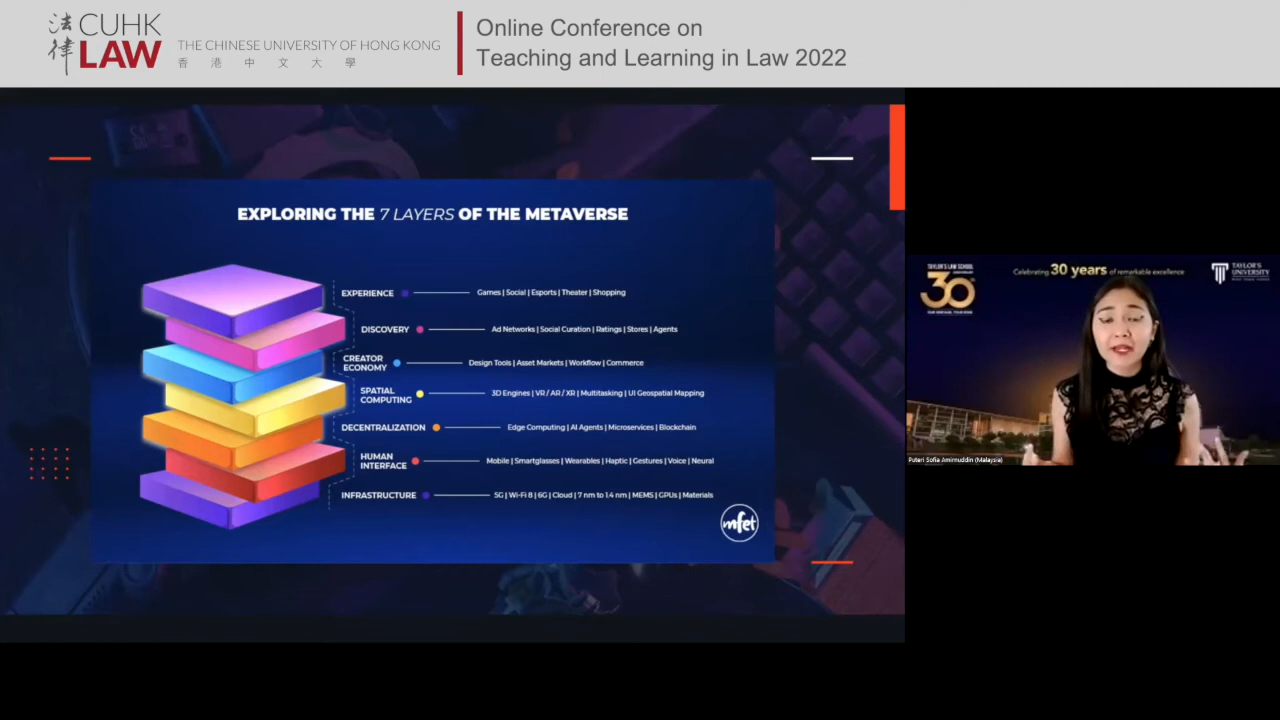 法律
CUHK
LAW
THE CHINESE UNIVERSITY OF HONG KONG
香港中文大學
Online Conference on
Teaching and Learning in Law 2022
EXPLORING THE 7 LAYERS OF THE METAVERSE
EXPERIENCE
Games | Social | Esports | Theater | Shopping
DISCOVERY
Ad Networks | Social Curation | Ratings | Stores | Agents
CREATOR
ECONOMY
Design Tools | Asset Markets | Workflow | Commerce
SPATIAL
COMPUTING
3D Engines | VR / AR / XR | Multitasking | UI Geospatial Mapping
DECENTRALIZATION
Edge Computing | AI Agents | Microservices | Blockchain
HUMAN
INTERFACE
Mobile | Smartglasses | Wearables | Haptic | Gestures | Voice | Neural
INFRASTRUCTURE
5G | Wi-Fi 8 | 6G | Cloud | 7 nm to 1.4 nm | MEMS | GPUs | Materials
mfet
TAYLOR'S LAW SCHOOL
30
Celebrating 30 years of remarkable excellence
TAYLOR'S
UNIVERSITY
Puteri Sofia Amirnuddin (Malaysia)